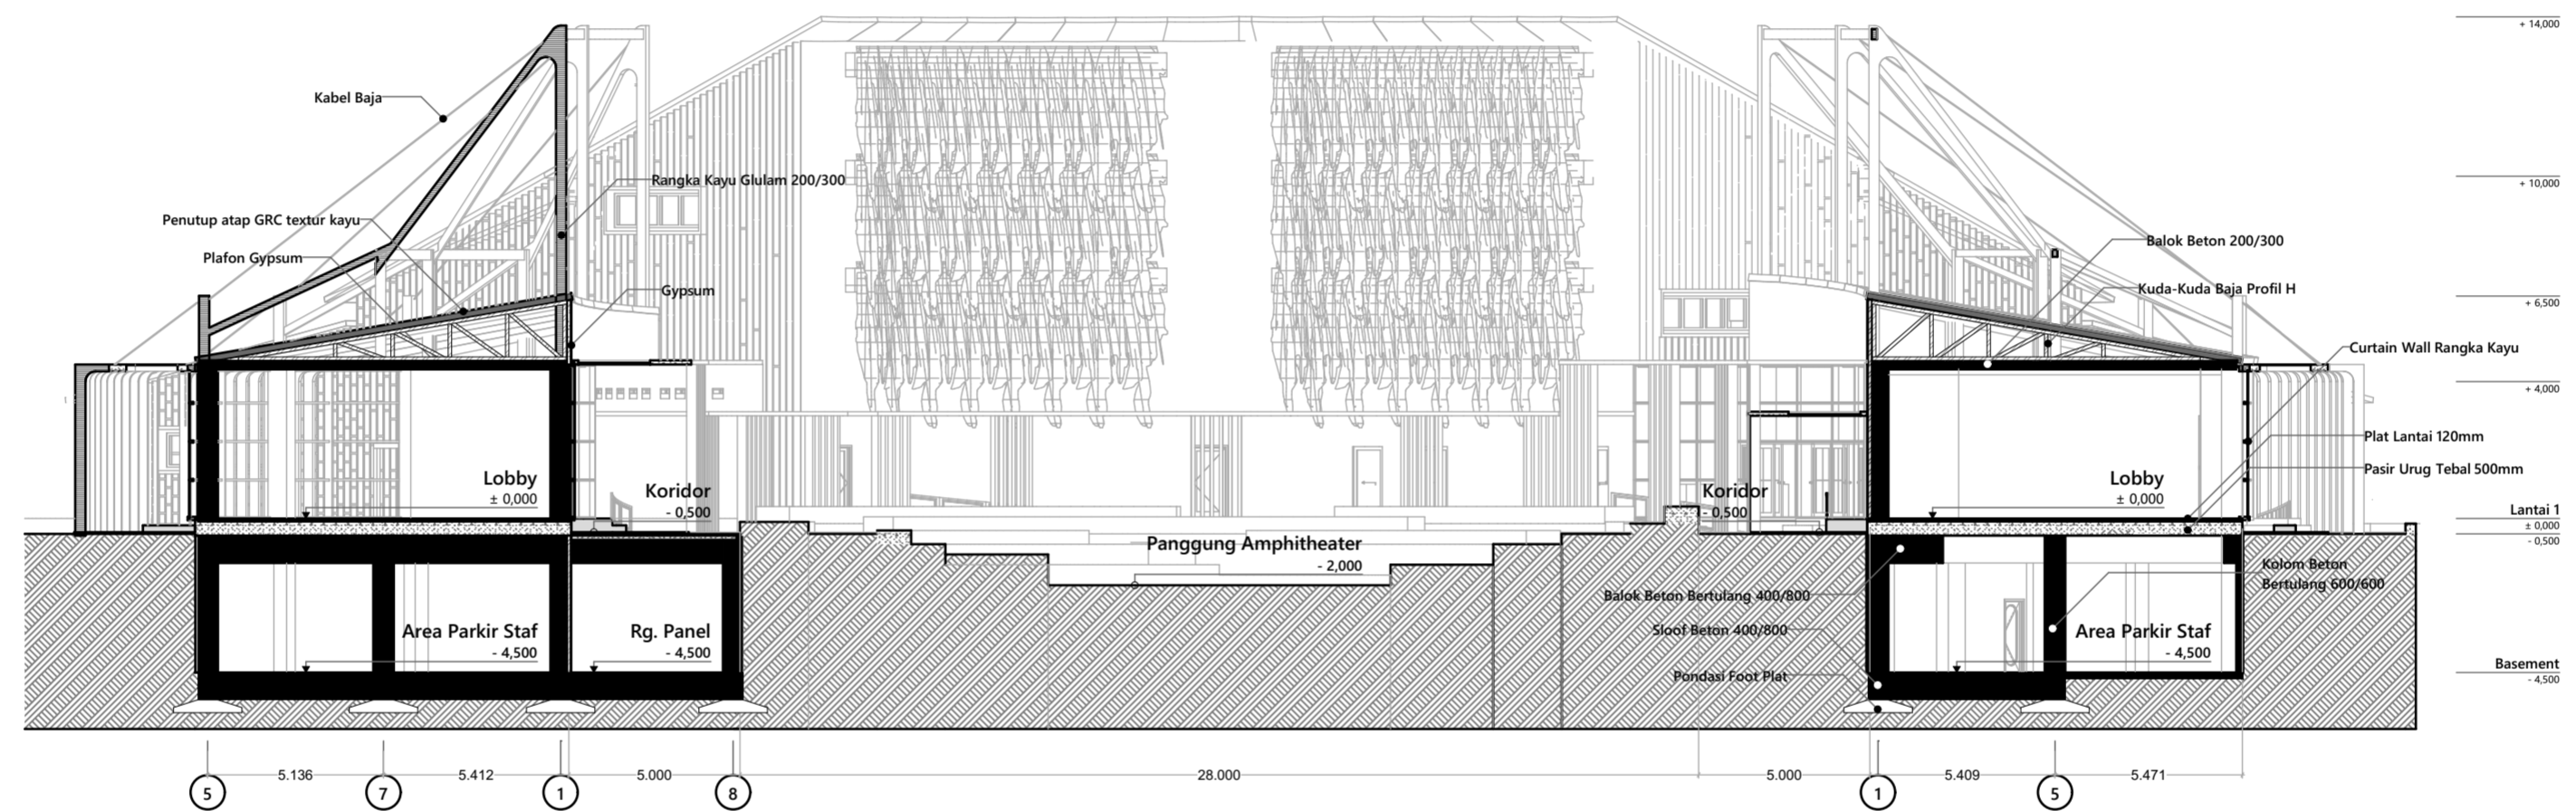 + 14,000
Kabel Baja
+ 10,000
Rangka Kayu Glulam 200/300
Penutup atap GRC textur kayu
Balok Beton 200/300
Plafon Gypsum
Kuda-Kuda Baja Profil H
Gypsum
+ 6,500
Curtain Wall Rangka Kayu
+ 4,000
Plat Lantai 120mm
Pasir Urug Tebal 500mm
Lobby
± 0,000
Koridor
- 0,500
Koridor
- 0,500
Lobby
± 0,000
Lantai 1
± 0,000
- 0,500
Panggung Amphitheater
- 2,000
Kolom Beton
Bertulang 600/600
Balok Beton Bertulang 400/800
Area Parkir Staf
- 4,500
Rg. Panel
- 4,500
Sloof Beton 400/800
Area Parkir Staf
- 4,500
Basement
- 4,500
Pondasi Foot Plat
5.136
5.412
5.000
28.000
5.000
5.409
5.471
5
7
1
8
1
5